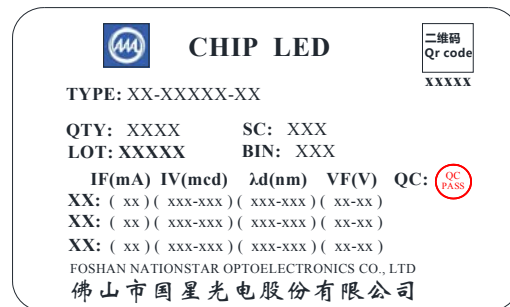 CHIP LED
二维码
Qr code
XXXXX
TYPE: XX-XXXXX-XX
QTY: XXXX SC: XXX
LOT: XXXXX BIN: XXX
IF(mA) IV(mcd) λd(nm) VF(V) QC: QC PASS
XX: ( xx ) ( xxx-xxx ) ( xxx-xxx ) ( xx-xx )
XX: ( xx ) ( xxx-xxx ) ( xxx-xxx ) ( xx-xx )
XX: ( xx ) ( xxx-xxx ) ( xxx-xxx ) ( xx-xx )
FOSHAN NATIONSTAR OPTOELECTRONICS CO., LTD
佛山市国星光电股份有限公司